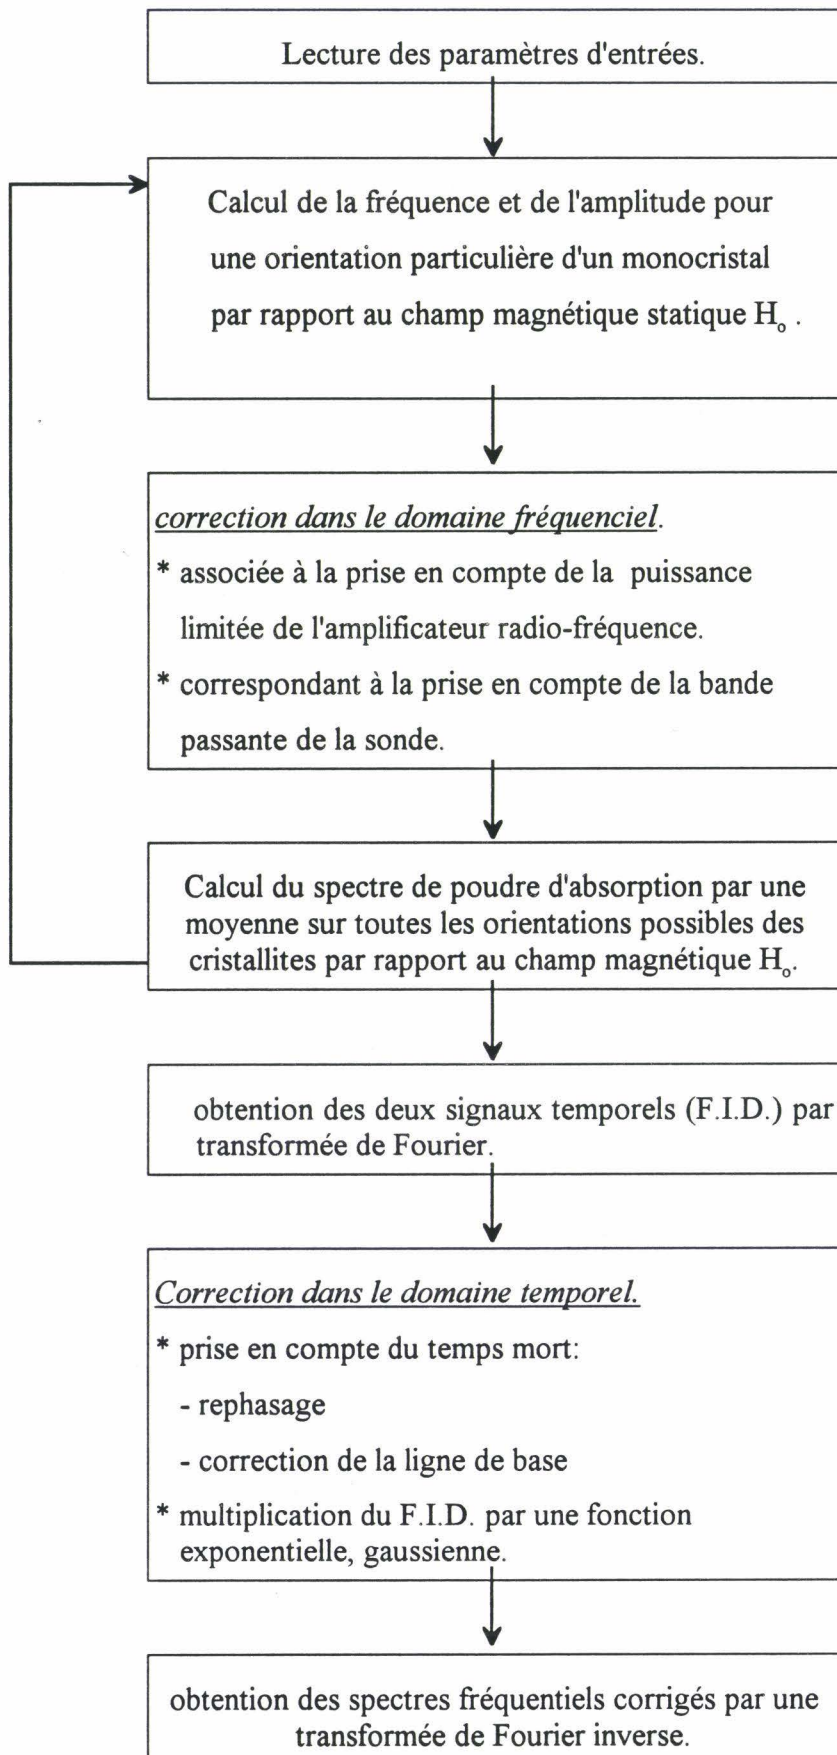 Lecture des paramètres d'entrées.
Calcul de la fréquence et de l'amplitude pour
une orientation particulière d'un monocristal
par rapport au champ magnétique statique Hₒ .
correction dans le domaine fréquenciel.
* associée à la prise en compte de la puissance
limitée de l'amplificateur radio-fréquence.
* correspondant à la prise en compte de la bande
passante de la sonde.
Calcul du spectre de poudre d'absorption par une
moyenne sur toutes les orientations possibles des
cristallites par rapport au champ magnétique Hₒ.
obtention des deux signaux temporels (F.I.D.) par
transformée de Fourier.
Correction dans le domaine temporel.
* prise en compte du temps mort:
- rephasage
- correction de la ligne de base
* multiplication du F.I.D. par une fonction
exponentielle, gaussienne.
obtention des spectres fréquentiels corrigés par une
transformée de Fourier inverse.